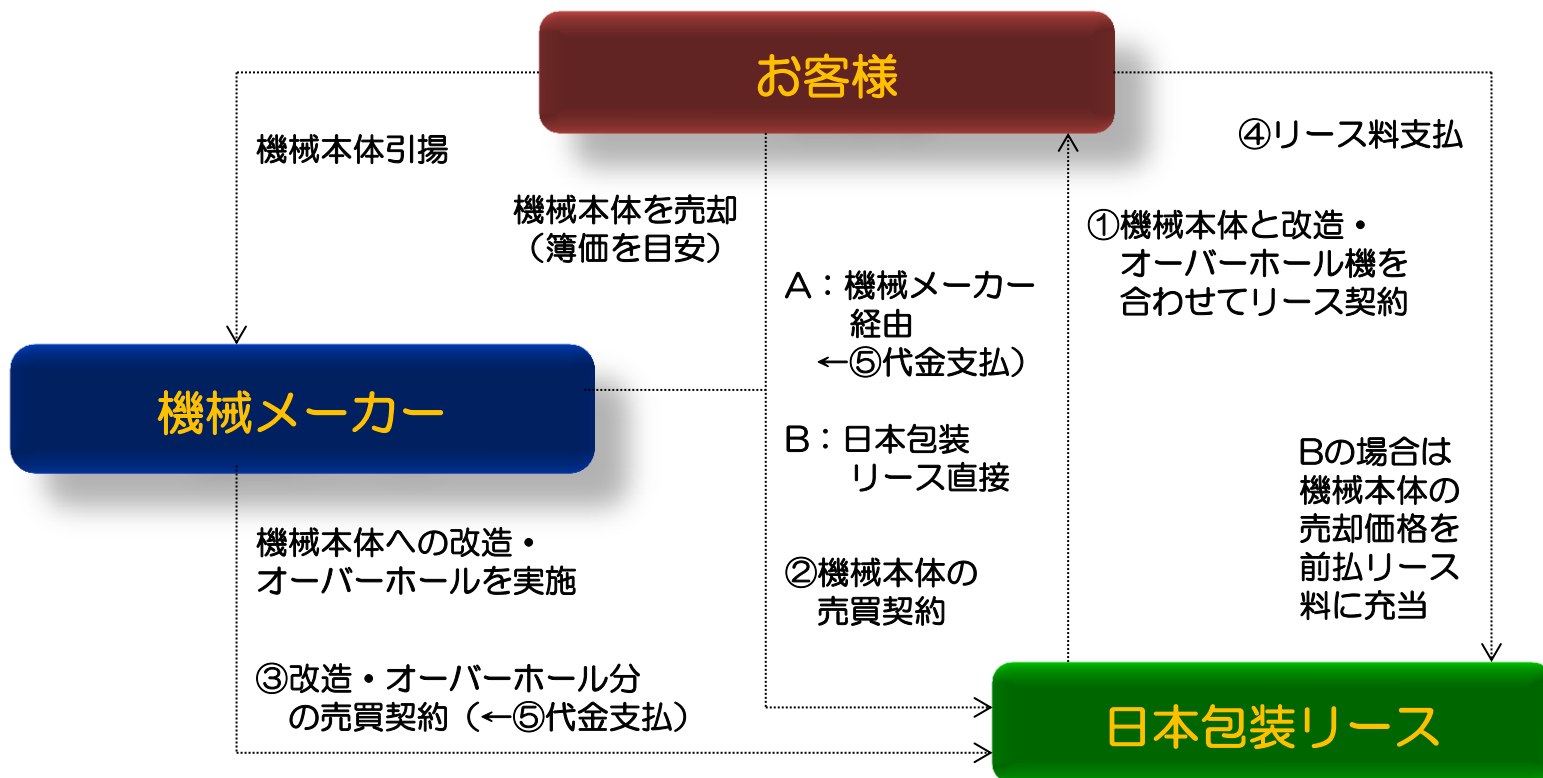 お客様
機械本体引揚
④リース料支払
機械本体を売却
（簿価を目安）
①機械本体と改造・
オーバーホール機を
合わせてリース契約
A：機械メーカー
経由
←⑤代金支払）
機械メーカー
B：日本包装
リース直接
Bの場合は
機械本体の
売却価格を
前払リース
料に充当
機械本体への改造・
オーバーホールを実施
②機械本体の
売買契約
③改造・オーバーホール分
の売買契約（←⑤代金支払）
日本包装リース